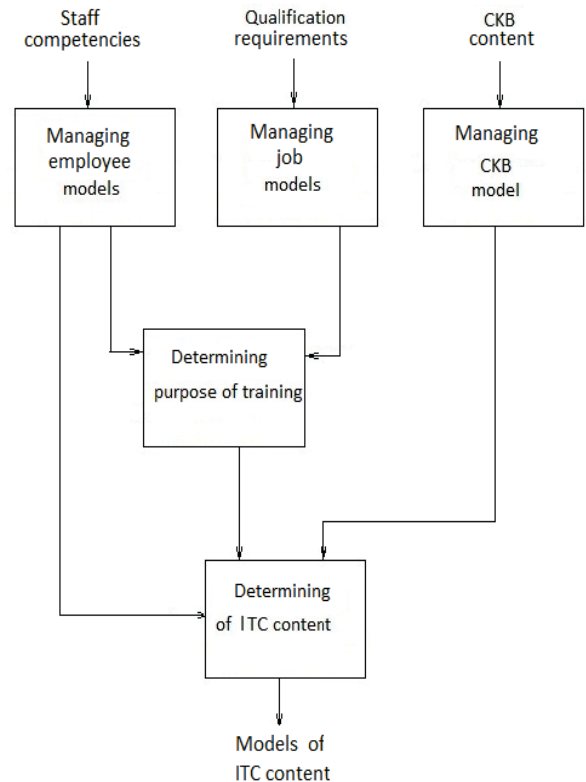 Staff
competencies
Qualification
requirements
CKB
content
Managing
employee
models
Managing
job
models
Managing
CKB
model
Determining
purpose of training
Determining
of ITC content
Models of
ITC content